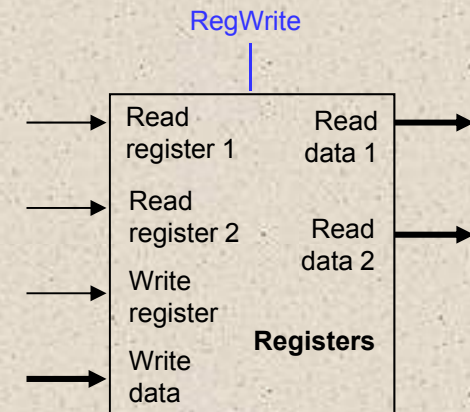 RegWrite
Read
register 1
Read
data 1
Read
register 2
Read
data 2
Write
register
Registers
Write
data